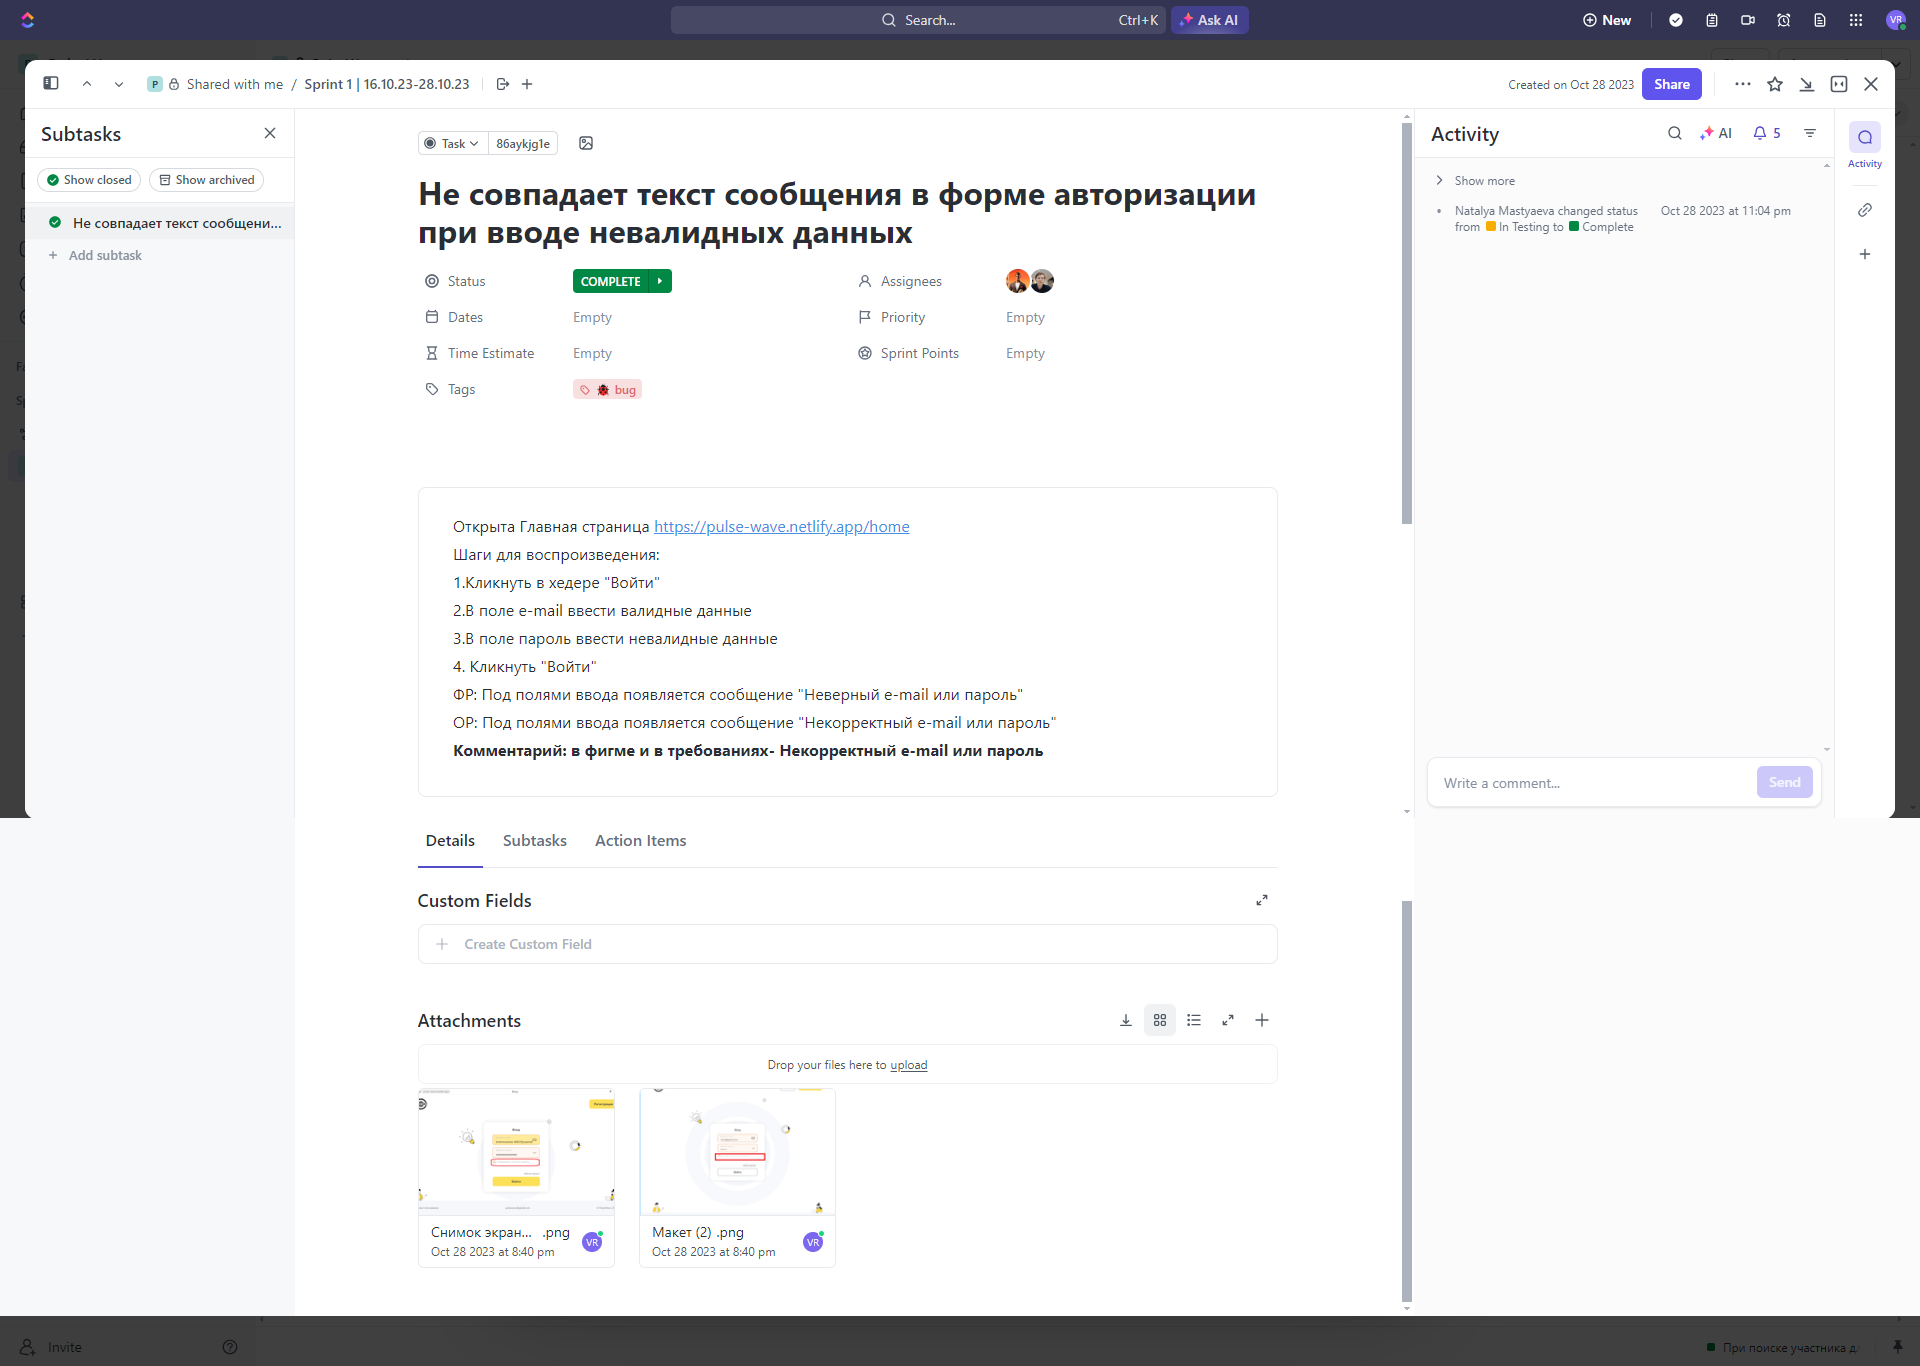 Search...
Ctrl+K
Ask AI
New
VR
P
Shared with me / Sprint 1 | 16.10.23-28.10.23
Created on Oct 28 2023
Share
Subtasks
Show closed
Show archived
Не совпадает текст сообщени...
Add subtask
Task
86aykjg1e
Не совпадает текст сообщения в форме авторизации
при вводе невалидных данных
Status
COMPLETE
Assignees
Dates
Empty
Priority
Empty
Time Estimate
Empty
Sprint Points
Empty
Tags
bug
Открыта Главная страница https://pulse-wave.netlify.app/home
Шаги для воспроизведения:
1.Кликнуть в хедере "Войти"
2.В поле e-mail ввести валидные данные
3.В поле пароль ввести невалидные данные
4. Кликнуть "Войти"
ФР: Под полями ввода появляется сообщение "Неверный e-mail или пароль"
ОР: Под полями ввода появляется сообщение "Некорректный e-mail или пароль"
Комментарий: в фигме и в требованиях- Некорректный e-mail или пароль
Activity
AI
5
Activity
Show more
Natalya Mastyaeva changed status
from In Testing to Complete
Oct 28 2023 at 11:04 pm
Write a comment...
Send
Details
Subtasks
Action Items
Custom Fields
Create Custom Field
Attachments
Drop your files here to upload
Снимок экран... .png
Oct 28 2023 at 8:40 pm
VR
Макет (2) .png
Oct 28 2023 at 8:40 pm
VR
Invite
При поиске участника д